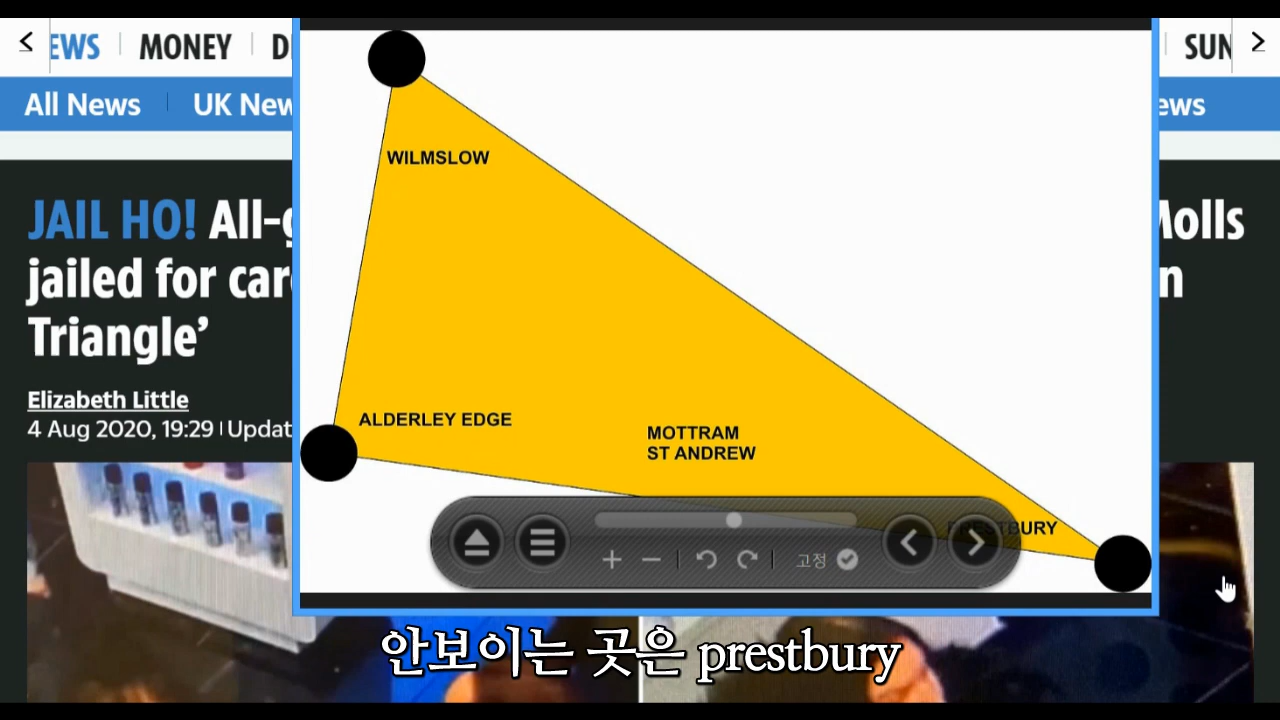 EWS
MONEY
SUN
All News
UK New
ews
JAIL HO! All-g
Molls
jailed for car
n
Triangle’
Elizabeth Little
4 Aug 2020, 19:29
Updat
WILMSLOW
ALDERLEY EDGE
MOTTRAM
ST ANDREW
PRESTBURY
고정
안보이는 곳은 prestbury